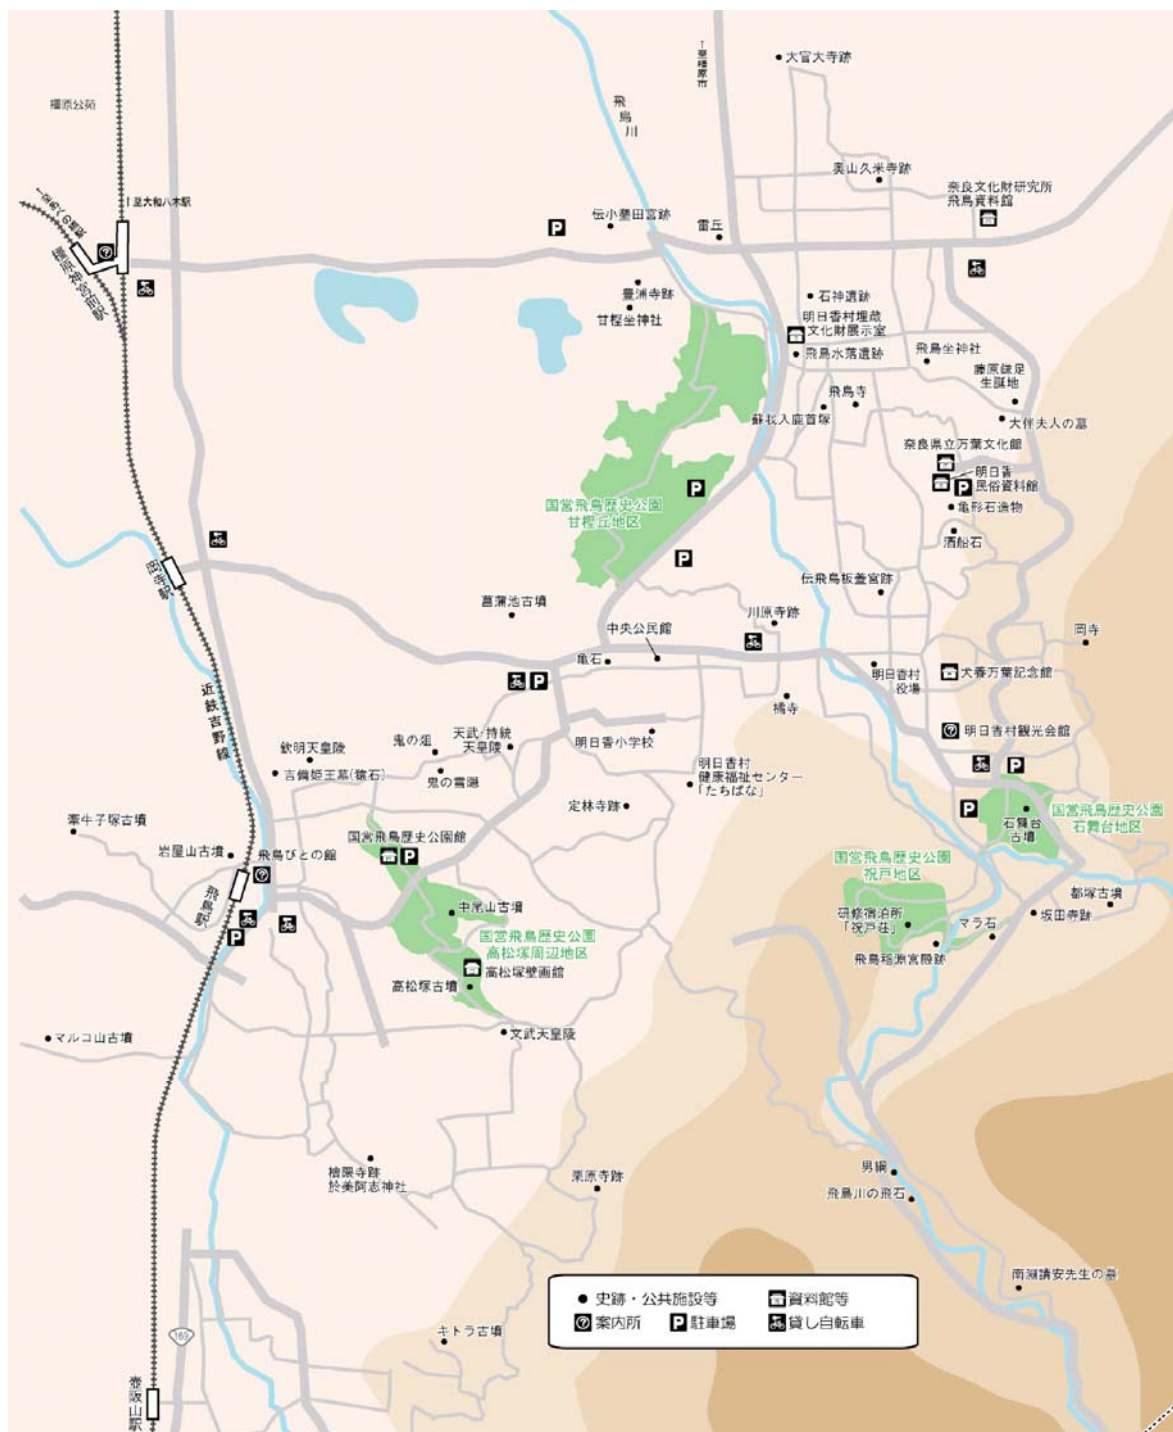 ↑至橿原市
大官大寺跡
橿原公苑
飛鳥川
奥山久米寺跡
奈良文化財研究所
飛鳥資料館
↑至大和八木駅
↑至あべの橋駅
橿原神宮前駅
伝小墾田宮跡
雷丘
豊浦寺跡
甘樫坐神社
石神遺跡
明日香村埋蔵
文化財展示室
飛鳥水落遺跡
飛鳥坐神社
藤原鎌足
生誕地
飛鳥寺
蘇我入鹿首塚
大伴夫人の墓
奈良県立万葉文化館
明日香
民俗資料館
亀形石造物
酒船石
国営飛鳥歴史公園
甘樫丘地区
岡寺駅
伝飛鳥板蓋宮跡
菖蒲池古墳
中央公民館
川原寺跡
岡寺
亀石
明日香村
役場
犬養万葉記念館
橘寺
近鉄吉野線
欽明天皇陵
鬼の俎
天武・持統
天皇陵
明日香小学校
明日香村観光会館
吉備姫王墓(猿石)
鬼の雪隠
明日香村
健康福祉センター
「たちばな」
定林寺跡
牽牛子塚古墳
岩屋山古墳
飛鳥びとの館
国営飛鳥歴史公園館
石舞台
古墳
国営飛鳥歴史公園
石舞台地区
国営飛鳥歴史公園
祝戸地区
飛鳥駅
中尾山古墳
国営飛鳥歴史公園
高松塚周辺地区
研修宿泊所
「祝戸荘」
マラ石
都塚古墳
坂田寺跡
飛鳥稲淵宮殿跡
高松塚壁画館
高松塚古墳
文武天皇陵
マルコ山古墳
檜隈寺跡
於美阿志神社
栗原寺跡
男綱
飛鳥川の飛石
南淵請安先生の墓
キトラ古墳
169
壺阪山駅
史跡・公共施設等
資料館等
案内所
P 駐車場
貸し自転車